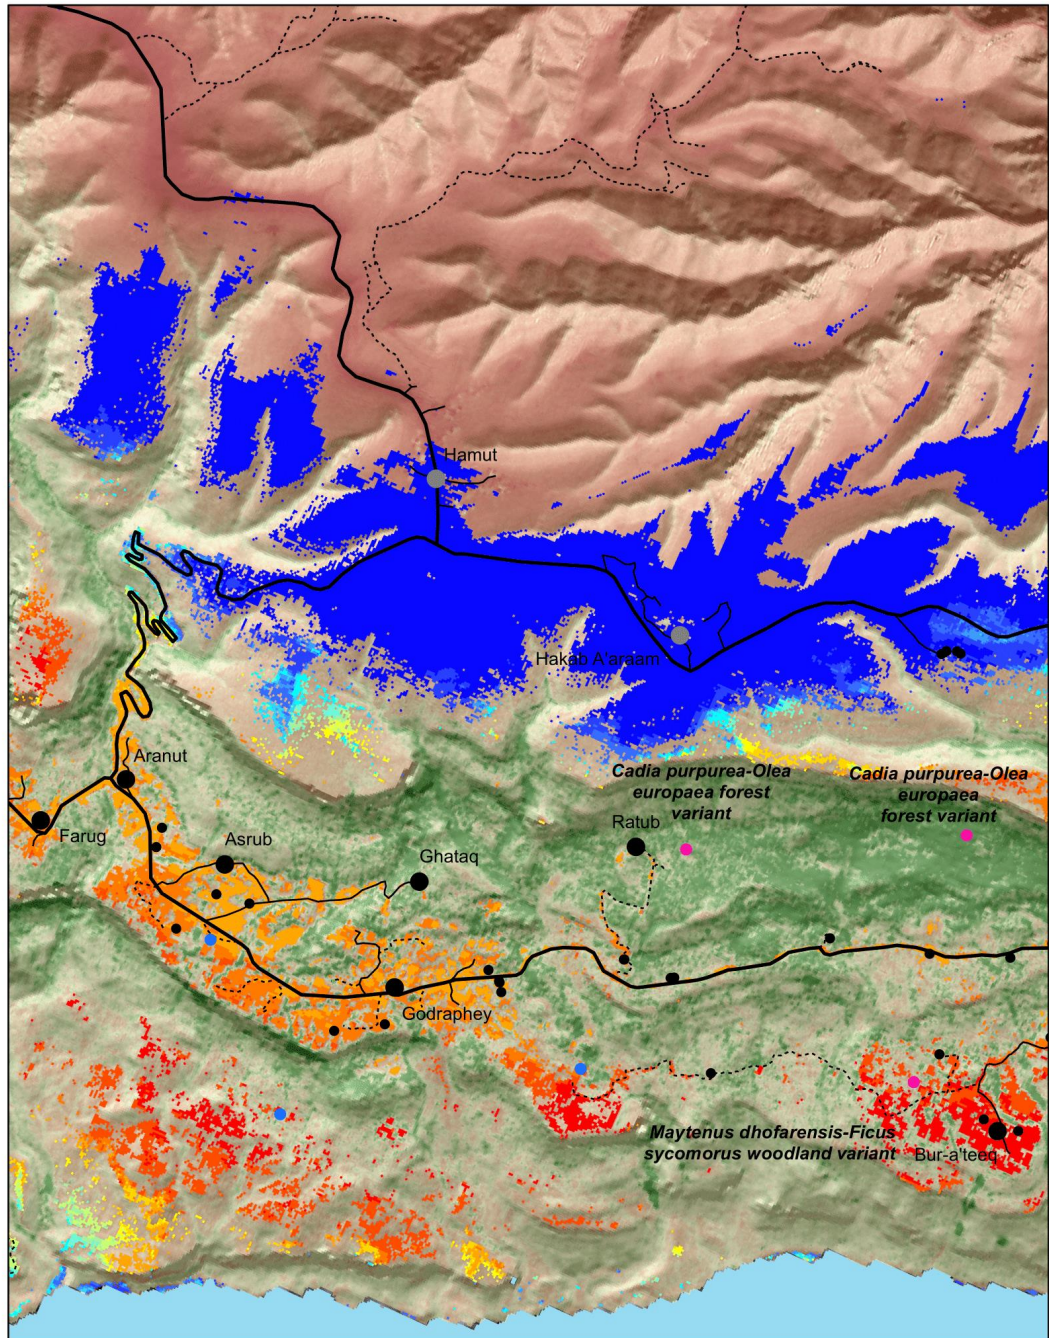 Hamut
Hakab A'araam
Aranut
Cadia purpurea-Olea
europaea forest
variant
Cadia purpurea-Olea
europaea
forest variant
Farug
Asrub
Ratub
Ghataq
Godraphey
Maytenus dhofarensis-Ficus
sycomorus woodland variant
Bur-a'teeq